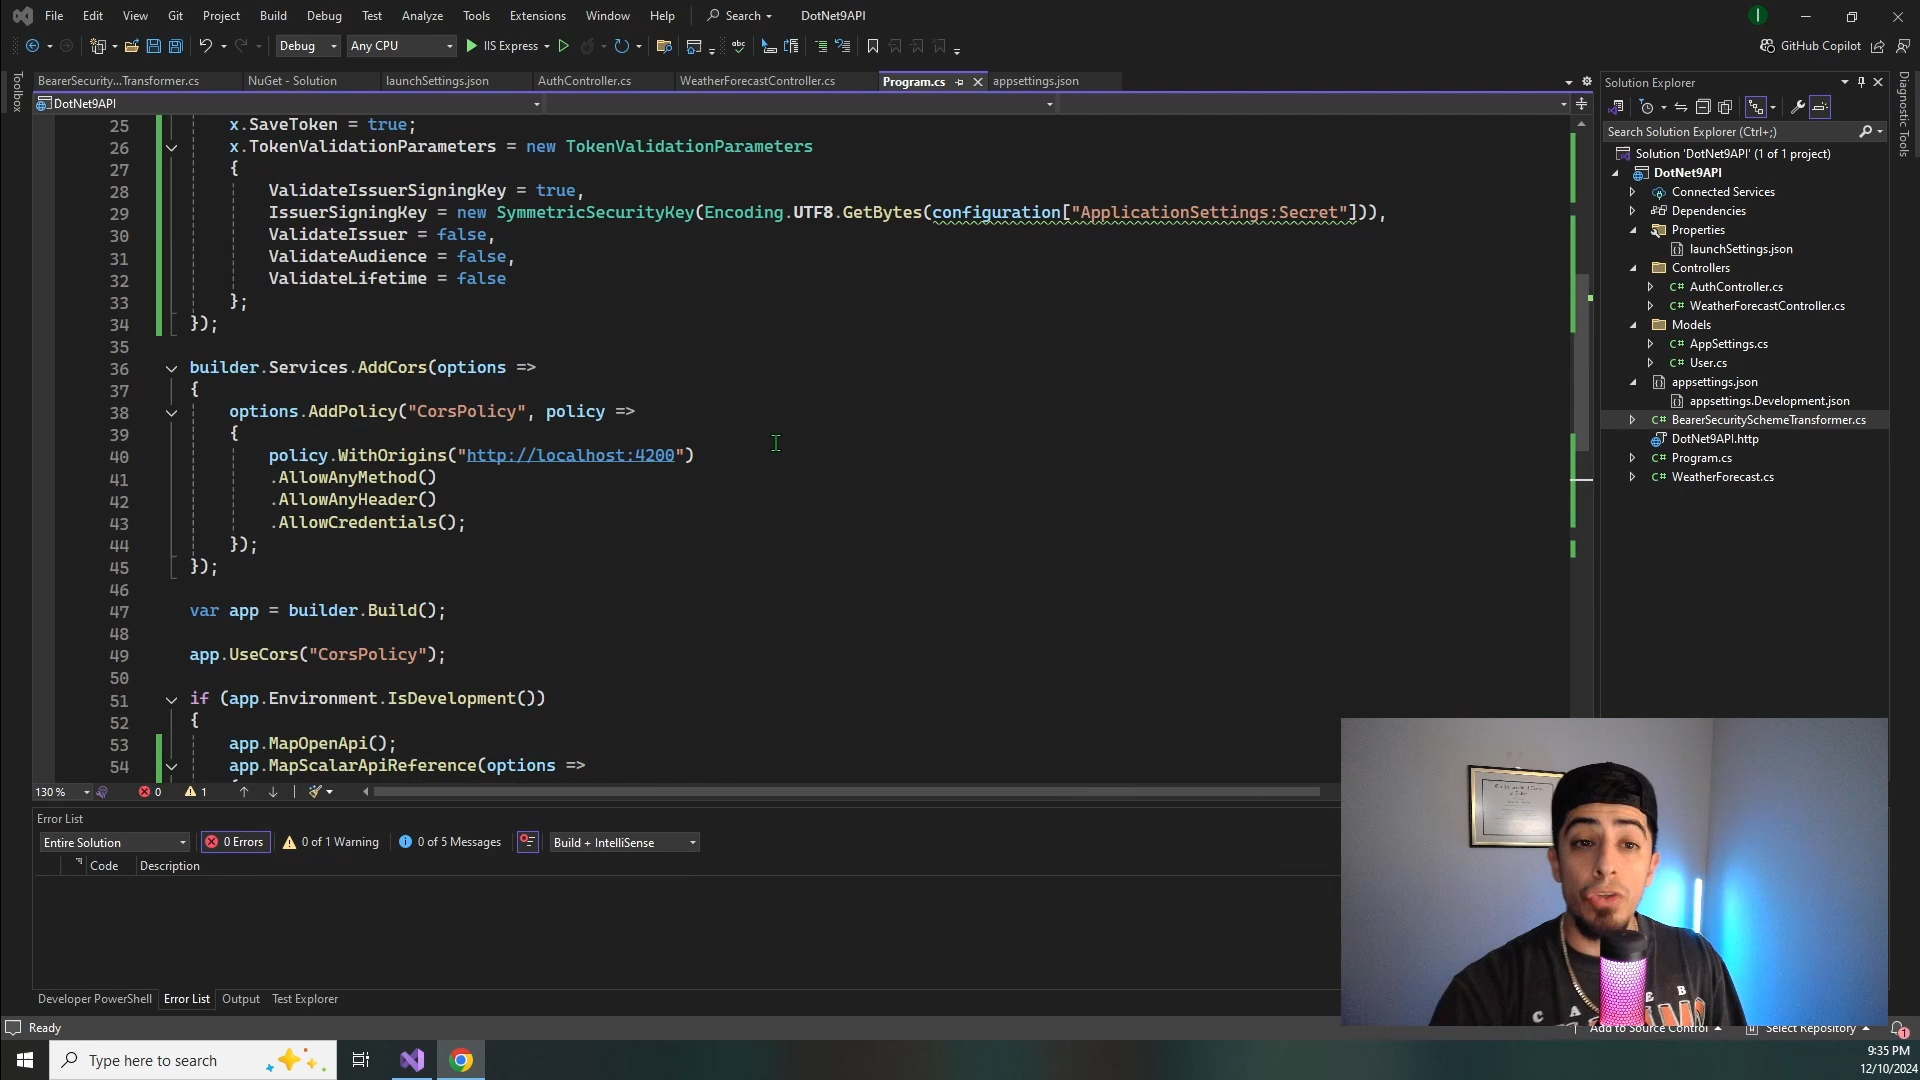 File Edit View Git Project Build Debug Test Analyze Tools Extensions Window Help Search DotNet9API
Debug Any CPU IIS Express GitHub Copilot
Toolbox
BearerSecurity...Transformer.cs NuGet - Solution launchSettings.json AuthController.cs WeatherForecastController.cs Program.cs appsettings.json
DotNet9API
25 x.SaveToken = true;
26 x.TokenValidationParameters = new TokenValidationParameters
27 {
28 ValidateIssuerSigningKey = true,
29 IssuerSigningKey = new SymmetricSecurityKey(Encoding.UTF8.GetBytes(configuration["ApplicationSettings:Secret"])),
30 ValidateIssuer = false,
31 ValidateAudience = false,
32 ValidateLifetime = false
33 };
34 });
35
36 builder.Services.AddCors(options =>
37 {
38 options.AddPolicy("CorsPolicy", policy =>
39 {
40 policy.WithOrigins("http://localhost:4200")
41 .AllowAnyMethod()
42 .AllowAnyHeader()
43 .AllowCredentials();
44 });
45 });
46
47 var app = builder.Build();
48
49 app.UseCors("CorsPolicy");
50
51 if (app.Environment.IsDevelopment())
52 {
53 app.MapOpenApi();
54 app.MapScalarApiReference(options =>
130 % 0 1
Error List
Entire Solution 0 Errors 0 of 1 Warning 0 of 5 Messages Build + IntelliSense
Code Description
Developer PowerShell Error List Output Test Explorer
Ready
Solution Explorer
Search Solution Explorer (Ctrl+;)
Solution 'DotNet9API' (1 of 1 project)
DotNet9API
Connected Services
Dependencies
Properties
launchSettings.json
Controllers
C# AuthController.cs
C# WeatherForecastController.cs
Models
C# AppSettings.cs
C# User.cs
appsettings.json
appsettings.Development.json
C# BearerSecuritySchemeTransformer.cs
DotNet9API.http
C# Program.cs
C# WeatherForecast.cs
Diagnostic Tools
Add to Source Control Select Repository 1
Type here to search
9:35 PM
12/10/2024